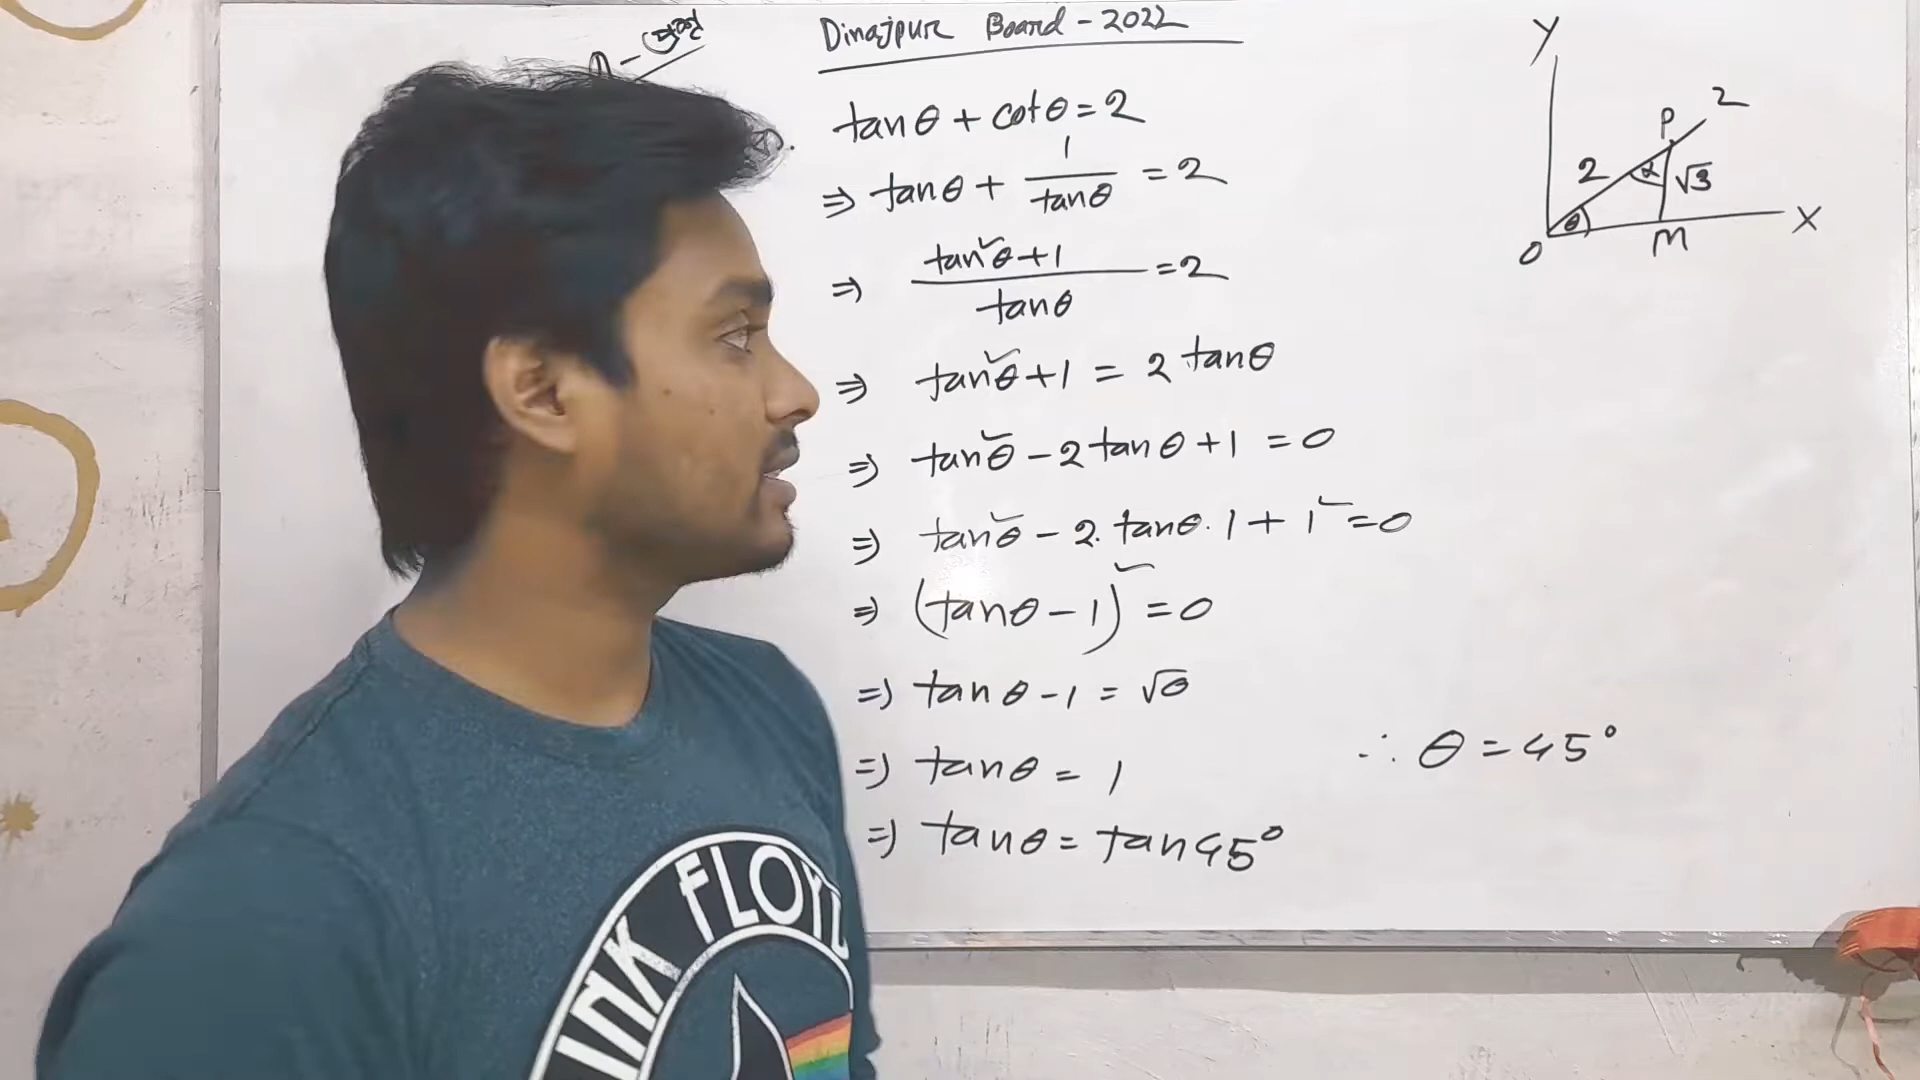 Dinajpur Board - 2022
tanθ + cotθ = 2
⇒ tanθ + 1/tanθ = 2
⇒ (tan²θ + 1)/tanθ = 2
⇒ tan²θ + 1 = 2 tanθ
⇒ tan²θ - 2 tanθ + 1 = 0
⇒ tan²θ - 2. tanθ. 1 + 1² = 0
⇒ (tanθ - 1)² = 0
⇒ tanθ - 1 = √0
⇒ tanθ = 1
⇒ tanθ = tan45°
∴ θ = 45°
Y
P
2
2
α
√3
θ
O
M
X
FLOYD